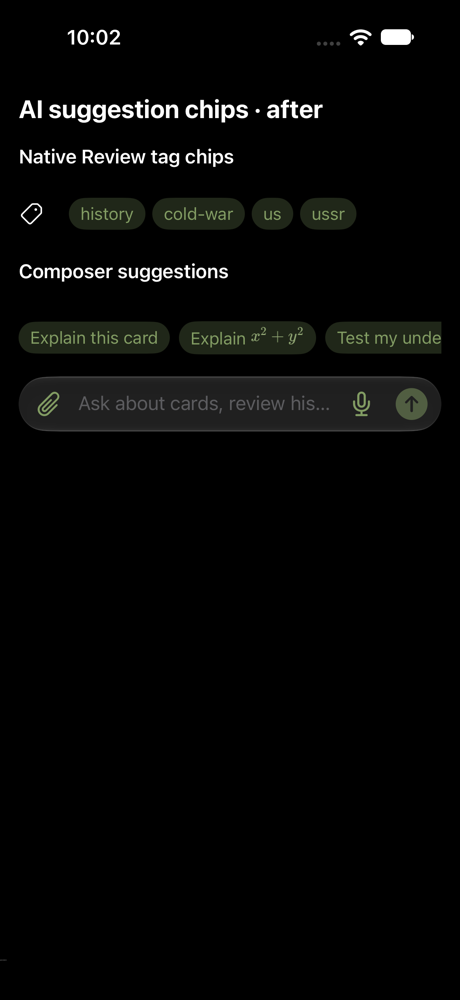 10:02
AI suggestion chips · after
Native Review tag chips
history cold-war us ussr
Composer suggestions
Explain this card Explain x² + y² Test my unde
Ask about cards, review his...